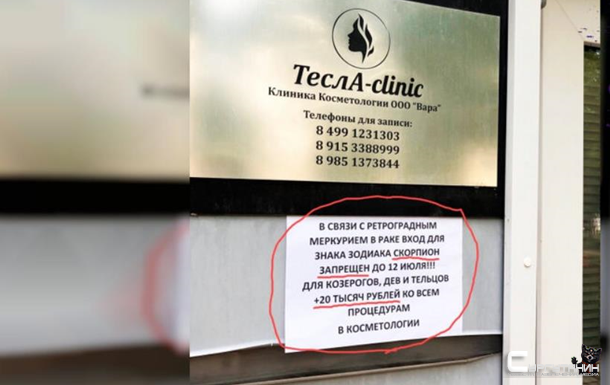 ТеслА-clinic
Клиника Косметологии ООО "Вара"
Телефоны для записи:
8 499 1231303
8 915 3388999
8 985 1373844
В СВЯЗИ С РЕТРОГРАДНЫМ
МЕРКУРИЕМ В РАКЕ ВХОД ДЛЯ
ЗНАКА ЗОДИАКА СКОРПИОН
ЗАПРЕЩЕН ДО 12 ИЮЛЯ!!!
ДЛЯ КОЗЕРОГОВ, ДЕВ И ТЕЛЬЦОВ
+20 ТЫСЯЧ РУБЛЕЙ КО ВСЕМ
ПРОЦЕДУРАМ
В КОСМЕТОЛОГИИ